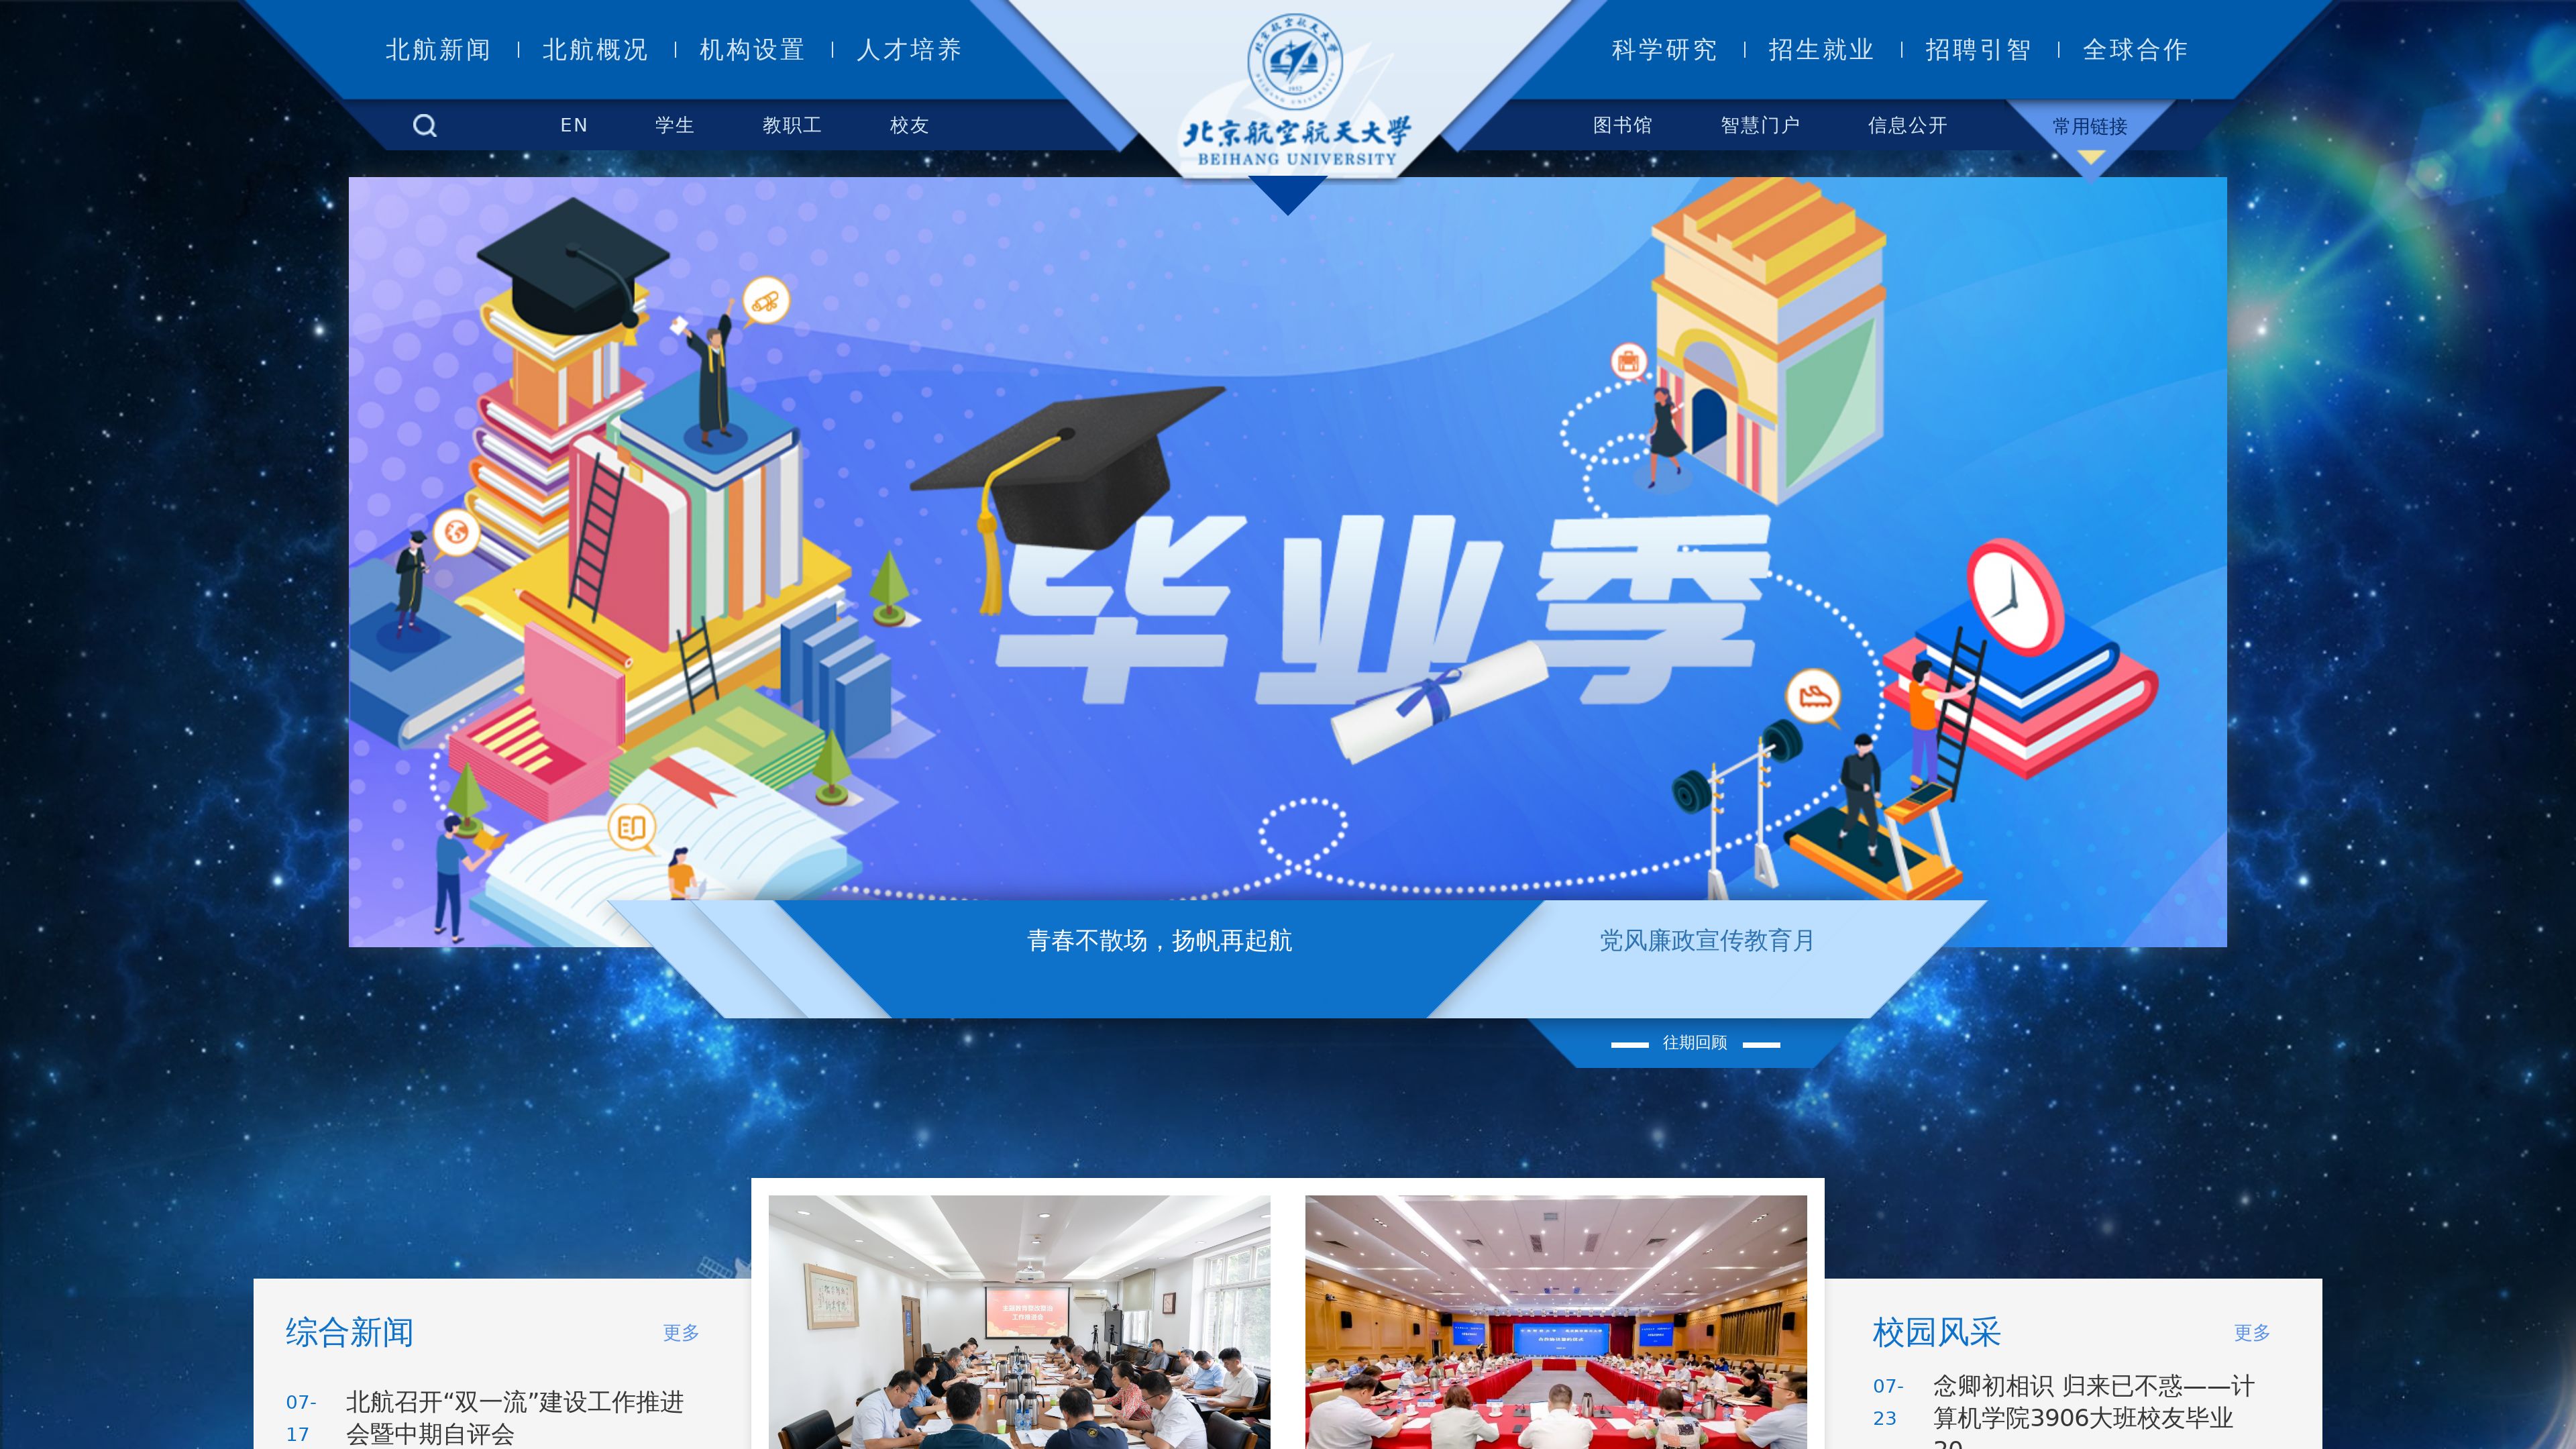 北航新闻
北航概况
机构设置
人才培养
科学研究
招生就业
招聘引智
全球合作
EN
学生
教职工
校友
图书馆
智慧门户
信息公开
常用链接
1952
北京航空航天大学
BEIHANG UNIVERSITY
毕业季
青春不散场，扬帆再起航
党风廉政宣传教育月
往期回顾
综合新闻
更多
07-17
北航召开“双一流”建设工作推进
会暨中期自评会
校园风采
更多
07-23
念卿初相识 归来已不惑——计
算机学院3906大班校友毕业